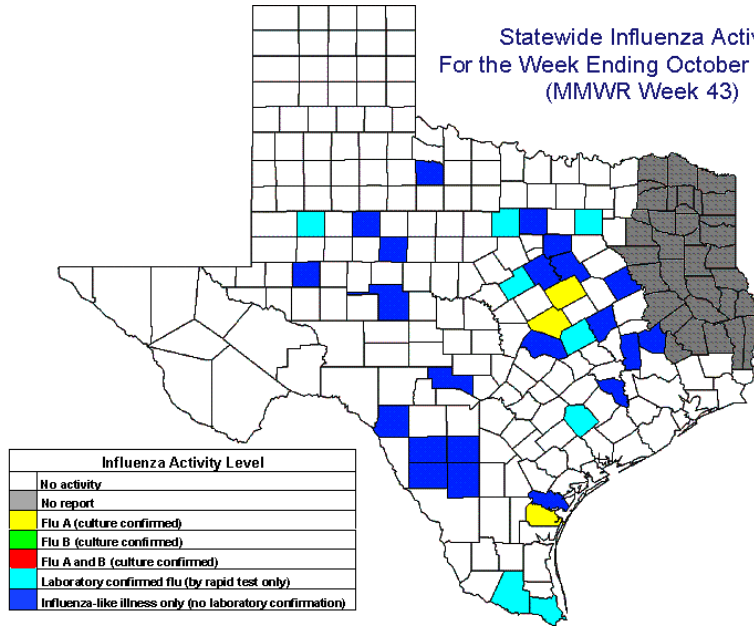 Statewide Influenza
For the Week Ending October
(MMWR Week 43)
Influenza Activity Level
No activity
No report
Flu A (culture confirmed)
Flu B (culture confirmed)
Flu A and B (culture confirmed)
Laboratory confirmed flu (by rapid test only)
Influenza-like illness only (no laboratory confirmation)